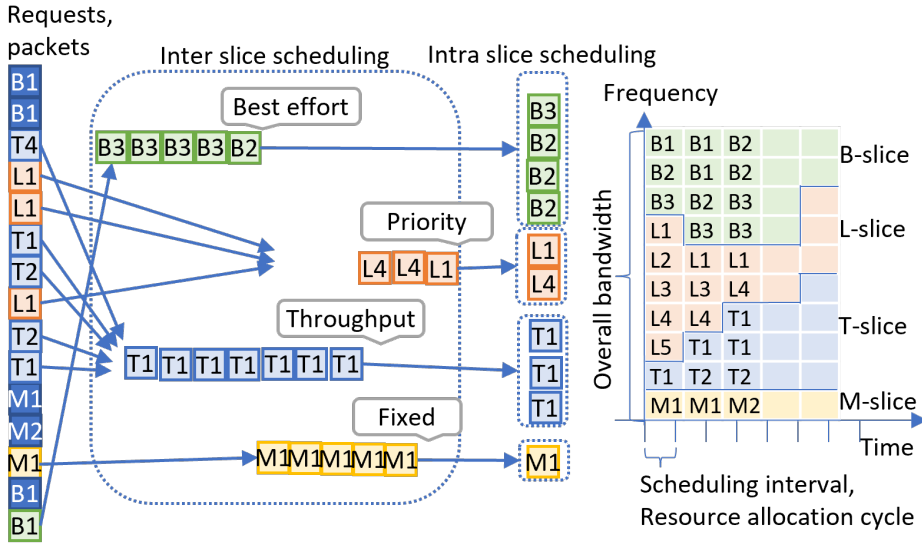 Requests,
packets
B1
B1
T4
L1
L1
T1
T2
L1
T2
T1
M1
M2
M1
B1
B1
Inter slice scheduling
Best effort
B3 B3 B3 B3 B2
Priority
L4 L4 L1
Throughput
T1 T1 T1 T1 T1 T1 T1
Fixed
M1 M1 M1 M1 M1
Intra slice scheduling
B3
B2
B2
B2
L1
L4
T1
T1
T1
M1
Frequency
Overall bandwidth
B1 B1 B2
B2 B1 B2
B3 B2 B3
L1 B3 B3
L2 L1 L1
L3 L3 L4
L4 L4 T1
L5 T1 T1
T1 T2 T2
M1 M1 M2
B-slice
L-slice
T-slice
M-slice
Time
Scheduling interval,
Resource allocation cycle